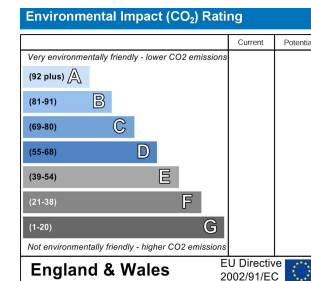 Environmental Impact (CO₂) Rating
Current Potentia
Very environmentally friendly - lower CO2 emissions
(92 plus) A
(81-91) B
(69-80) C
(55-68) D
(39-54) E
(21-38) F
(1-20) G
Not environmentally friendly - higher CO2 emissions
England & Wales
EU Directive
2002/91/EC